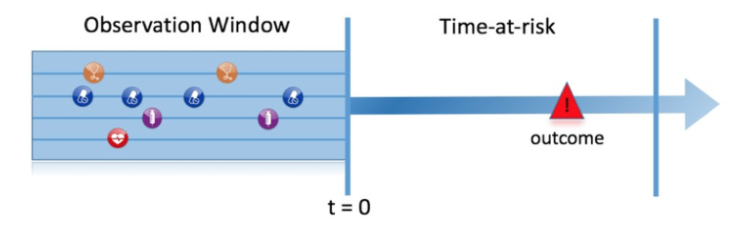 Observation Window
Time-at-risk
!
outcome
t = 0